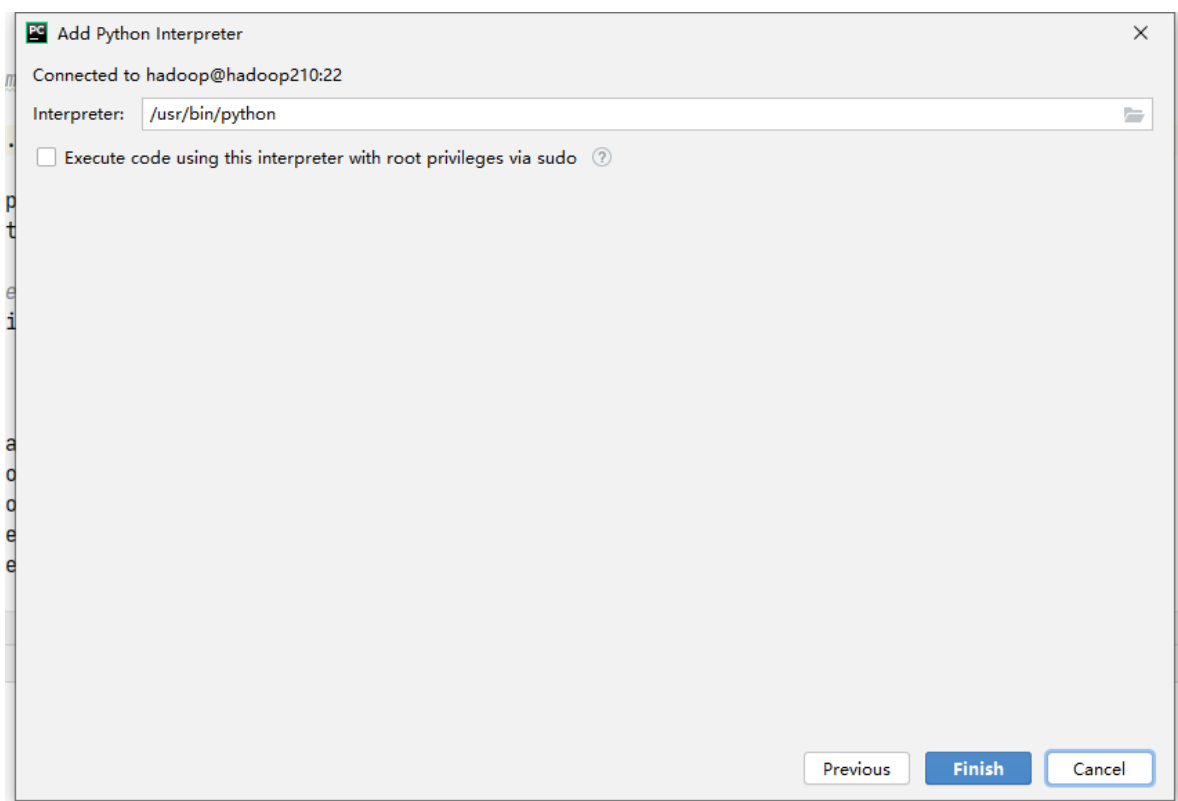 PC Add Python Interpreter
Connected to hadoop@hadoop210:22
Interpreter: /usr/bin/python
Execute code using this interpreter with root privileges via sudo ?
m
.
p
t
e
i
a
o
o
e
e
Previous Finish Cancel